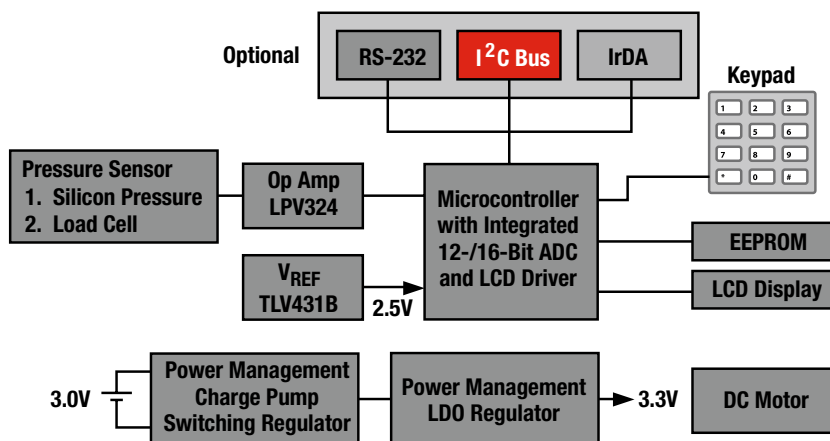 Optional
RS-232
I²C Bus
IrDA
Keypad
1 2 3
4 5 6
7 8 9
* 0 #
Pressure Sensor
1. Silicon Pressure
2. Load Cell
Op Amp
LPV324
Microcontroller
with Integrated
12-/16-Bit ADC
and LCD Driver
EEPROM
LCD Display
VREF
TLV431B
2.5V
3.0V
Power Management
Charge Pump
Switching Regulator
Power Management
LDO Regulator
3.3V
DC Motor